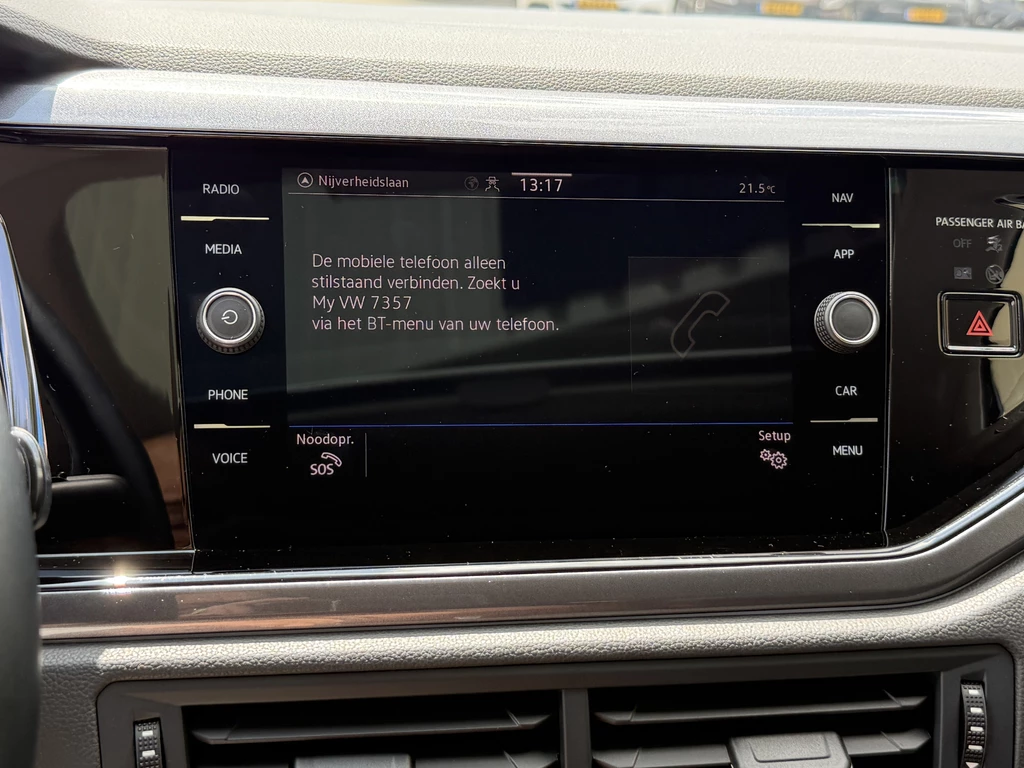 RADIO
MEDIA
PHONE
VOICE
Nijverheidslaan
13:17
21.5°C
De mobiele telefoon alleen
stilstaand verbinden. Zoekt u
My VW 7357
via het BT-menu van uw telefoon.
Noodopr.
SOS
Setup
NAV
APP
CAR
MENU
PASSENGER AIR BA
OFF